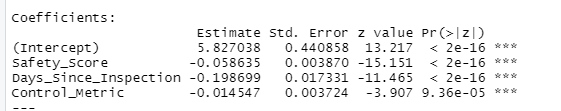 Coefficients:
Estimate Std. Error z value Pr(>|z|)
(Intercept) 5.827038 0.440858 13.217 < 2e-16 ***
Safety_Score -0.058635 0.003870 -15.151 < 2e-16 ***
Days_Since_Inspection -0.198699 0.017331 -11.465 < 2e-16 ***
Control_Metric -0.014547 0.003724 -3.907 9.36e-05 ***
---